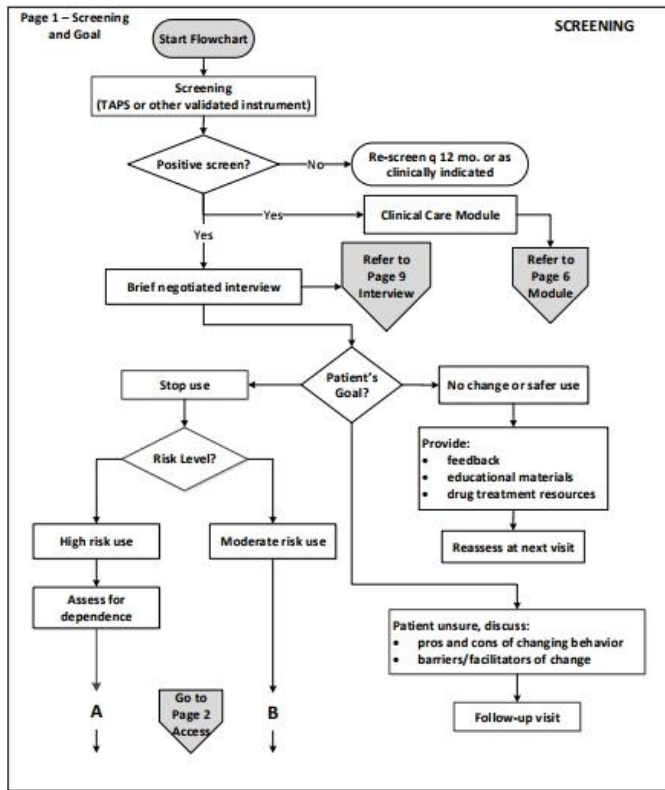 Page 1 – Screening
and Goal
SCREENING
Start Flowchart
Screening
(TAPS or other validated instrument)
Positive screen?
No
Re-screen q 12 mo. or as
clinically indicated
Yes
Clinical Care Module
Yes
Refer to
Page 9
Interview
Refer to
Page 6
Module
Brief negotiated interview
Patient's
Goal?
Stop use
No change or safer use
Risk Level?
Provide:
• feedback
• educational materials
• drug treatment resources
High risk use
Moderate risk use
Reassess at next visit
Assess for
dependence
Patient unsure, discuss:
• pros and cons of changing behavior
• barriers/facilitators of change
A
Go to
Page 2
Access
B
Follow-up visit